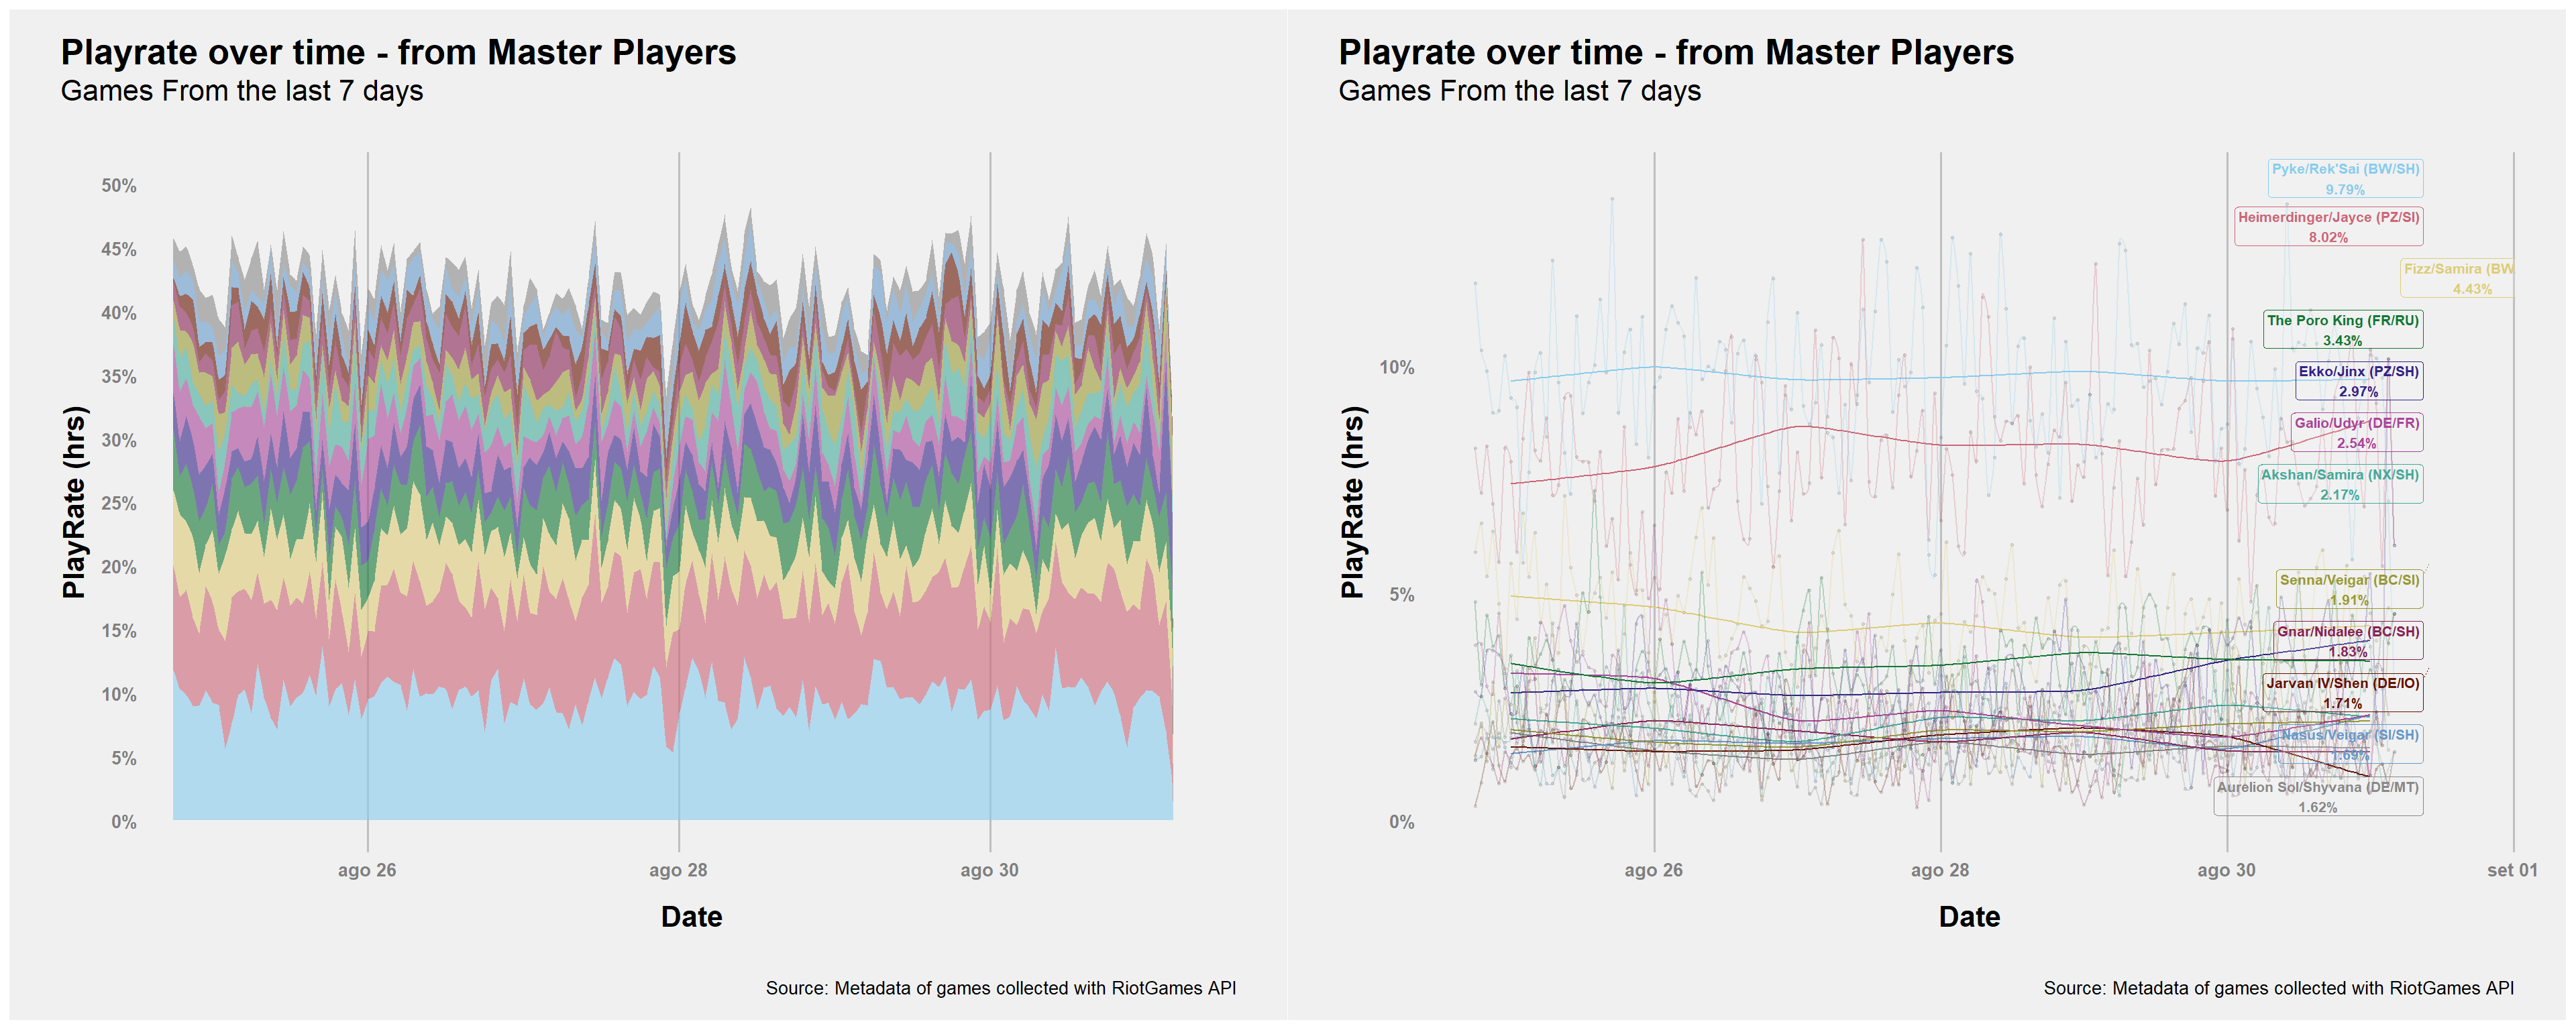 Playrate over time - from Master Players
Games From the last 7 days
50%
45%
40%
35%
30%
25%
20%
15%
10%
5%
0%
PlayRate (hrs)
ago 26
ago 28
ago 30
Date
Source: Metadata of games collected with RiotGames API
Playrate over time - from Master Players
Games From the last 7 days
10%
5%
0%
PlayRate (hrs)
Pyke/Rek'Sai (BW/SH)
9.79%
Heimerdinger/Jayce (PZ/SI)
8.02%
Fizz/Samira (BW
4.43%
The Poro King (FR/RU)
3.43%
Ekko/Jinx (PZ/SH)
2.97%
Galio/Udyr (DE/FR)
2.54%
Akshan/Samira (NX/SH)
2.17%
Senna/Veigar (BC/SI)
1.91%
Gnar/Nidalee (BC/SH)
1.83%
Jarvan IV/Shen (DE/IO)
1.71%
Nasus/Veigar (SI/SH)
1.69%
Aurelion Sol/Shyvana (DE/MT)
1.62%
ago 26
ago 28
ago 30
set 01
Date
Source: Metadata of games collected with RiotGames API